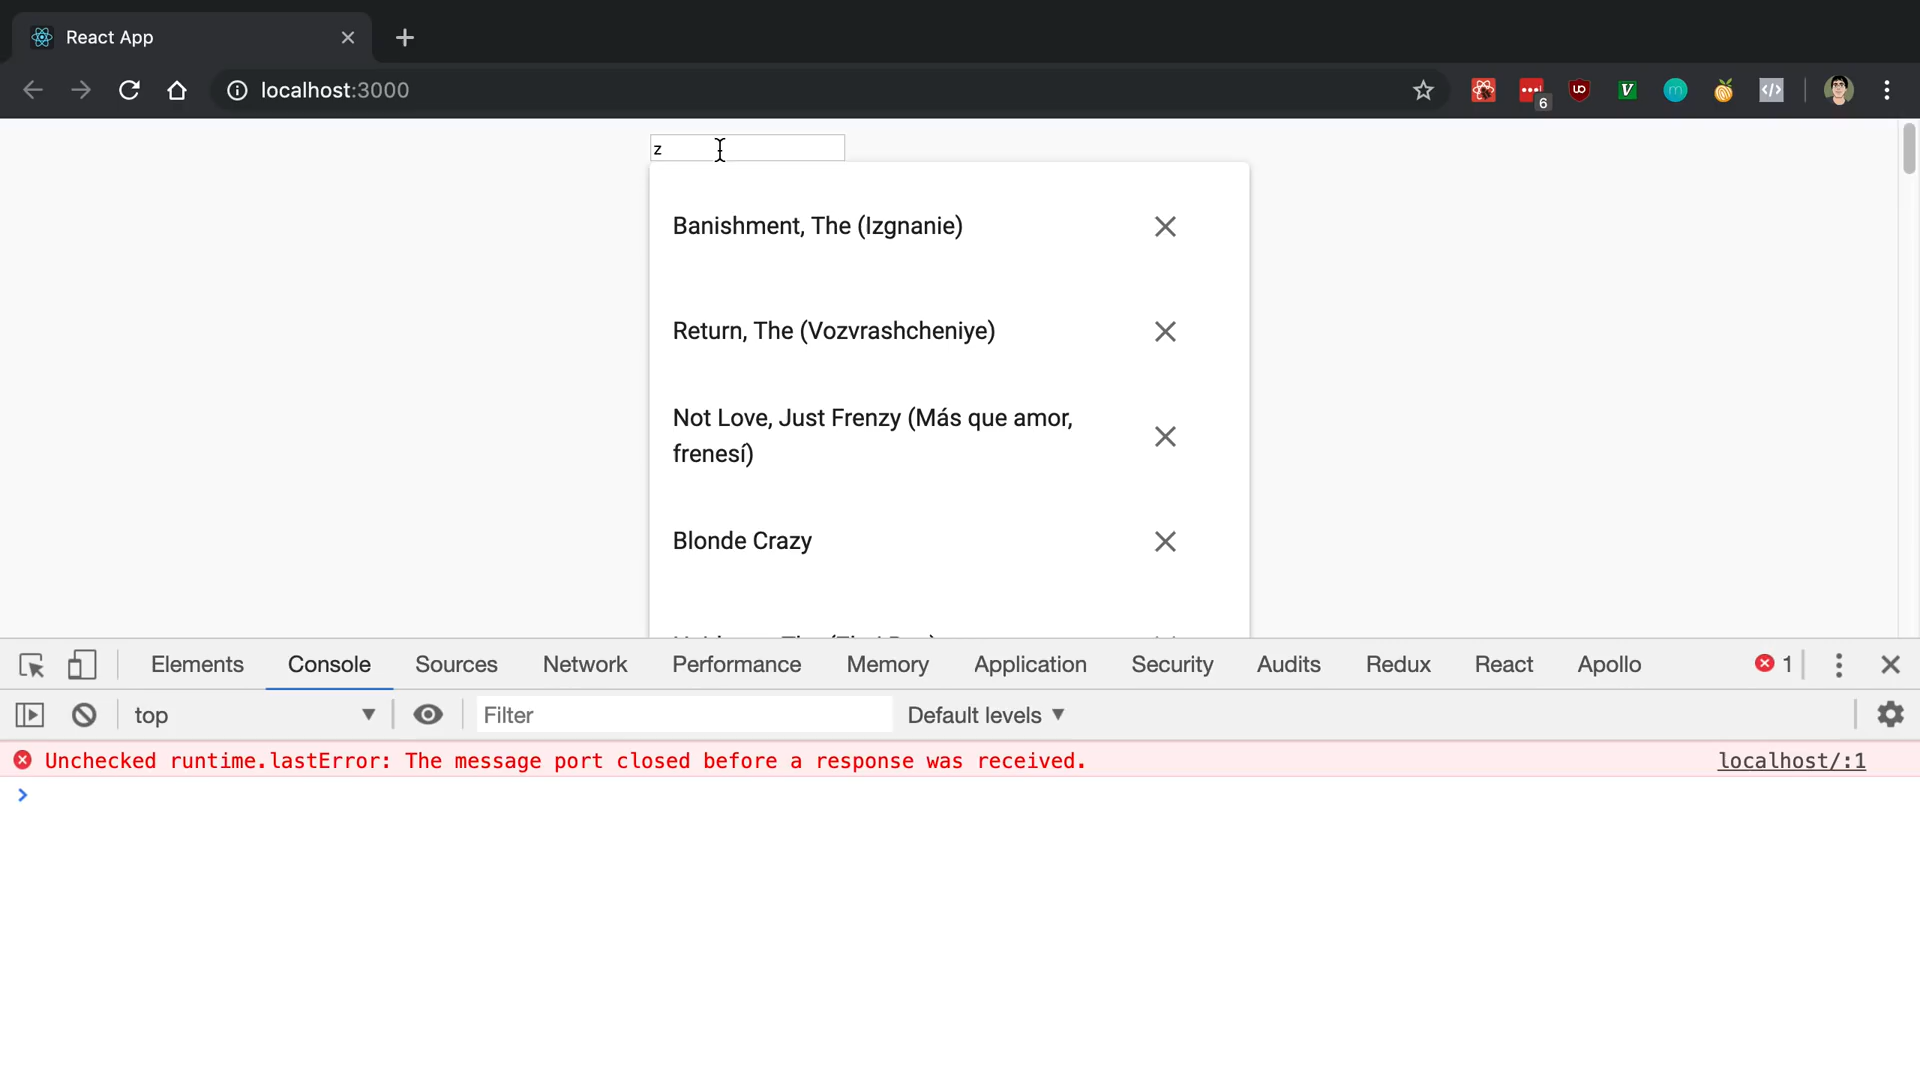 React App
localhost:3000
6
z
Banishment, The (Izgnanie)
Return, The (Vozvrashcheniye)
Not Love, Just Frenzy (Más que amor,
frenesí)
Blonde Crazy
Elements Console Sources Network Performance Memory Application Security Audits Redux React Apollo 1
top Filter Default levels
Unchecked runtime.lastError: The message port closed before a response was received. localhost/:1